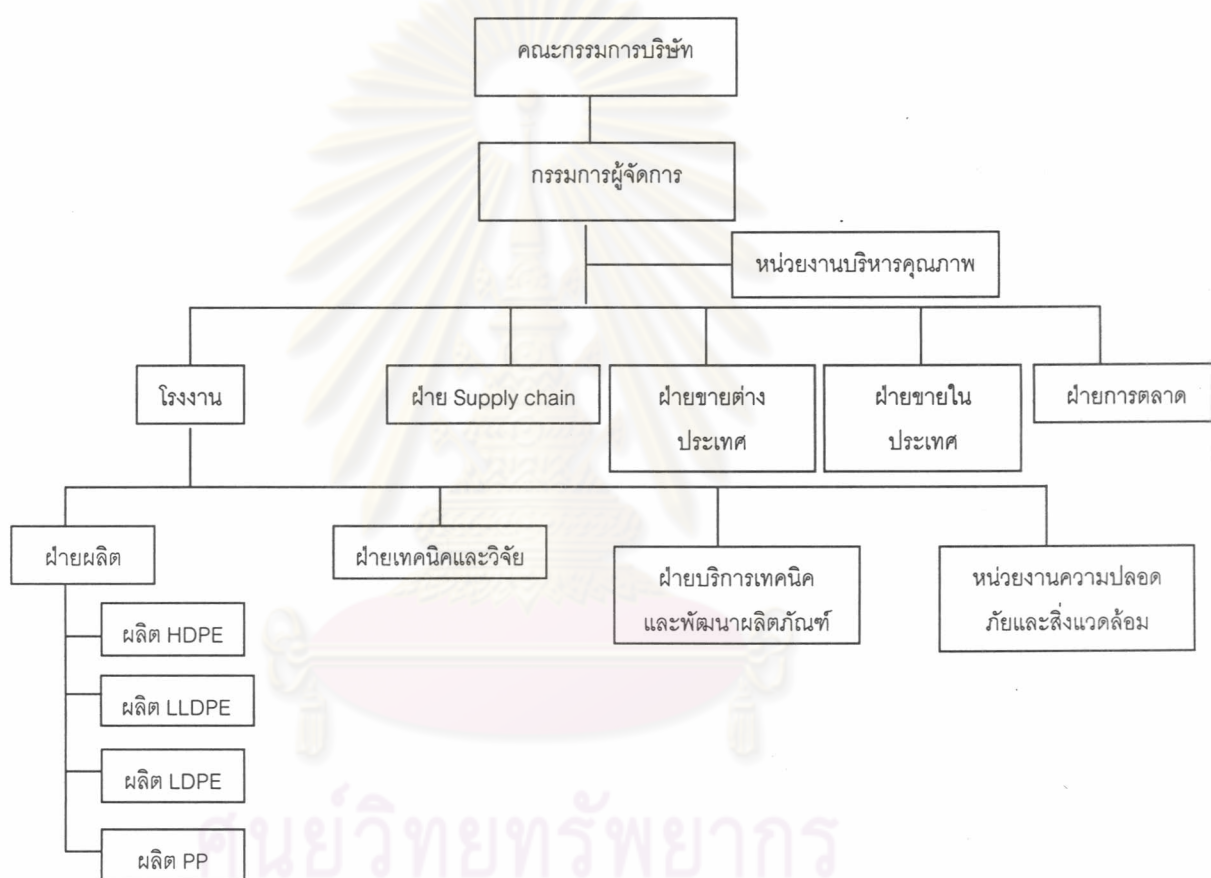 คณะกรรมการบริษัท
กรรมการผู้จัดการ
หน่วยงานบริหารคุณภาพ
โรงงาน
ฝ่าย Supply chain
ฝ่ายขายต่าง
ประเทศ
ฝ่ายขายใน
ประเทศ
ฝ่ายการตลาด
ฝ่ายผลิต
ฝ่ายเทคนิคและวิจัย
ฝ่ายบริการเทคนิค
และพัฒนาผลิตภัณฑ์
หน่วยงานความปลอด
ภัยและสิ่งแวดล้อม
ผลิต HDPE
ผลิต LLDPE
ผลิต LDPE
ผลิต PP
ศูนย์วิทยทรัพยากร